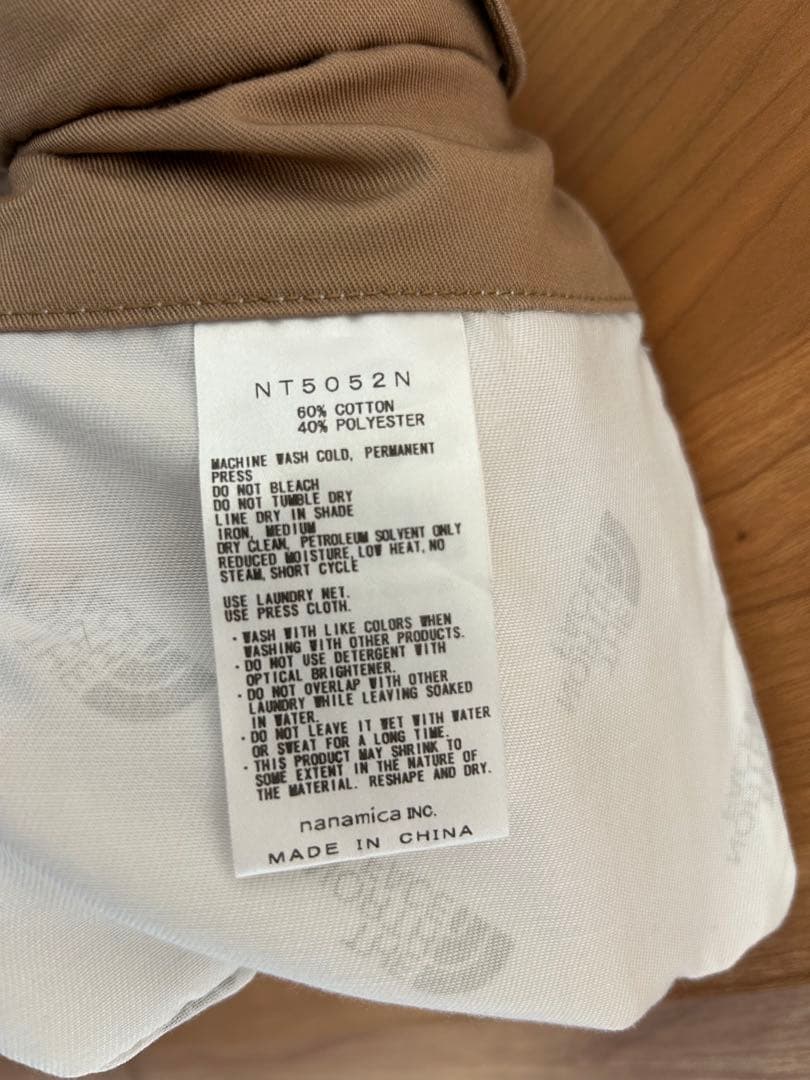 NT5052N
60% COTTON
40% POLYESTER
MACHINE WASH COLD, PERMANENT
PRESS
DO NOT BLEACH
DO NOT TUMBLE DRY
LINE DRY IN SHADE
IRON, MEDIUM
DRY CLEAN, PETROLEUM SOLVENT ONLY
REDUCED MOISTURE, LOW HEAT, NO
STEAM, SHORT CYCLE
USE LAUNDRY NET.
USE PRESS CLOTH.
・WASH WITH LIKE COLORS WHEN
WASHING WITH OTHER PRODUCTS.
・DO NOT USE DETERGENT WITH
OPTICAL BRIGHTENER.
・DO NOT OVERLAP WITH OTHER
LAUNDRY WHILE LEAVING SOAKED
IN WATER.
・DO NOT LEAVE IT WET WITH WATER
OR SWEAT FOR A LONG TIME.
・THIS PRODUCT MAY SHRINK TO
SOME EXTENT IN THE NATURE OF
THE MATERIAL. RESHAPE AND DRY.
nanamica INC.
MADE IN CHINA